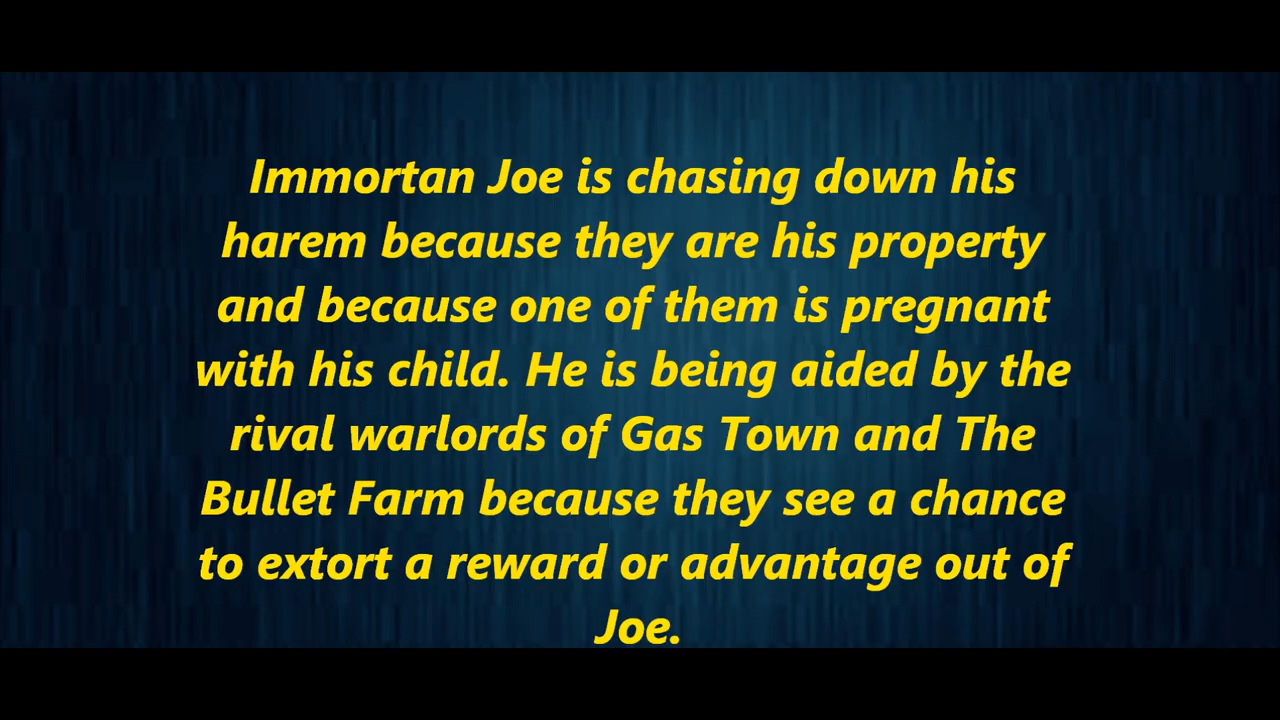 Immortan Joe is chasing down his
harem because they are his property
and because one of them is pregnant
with his child. He is being aided by the
rival warlords of Gas Town and The
Bullet Farm because they see a chance
to extort a reward or advantage out of
Joe.